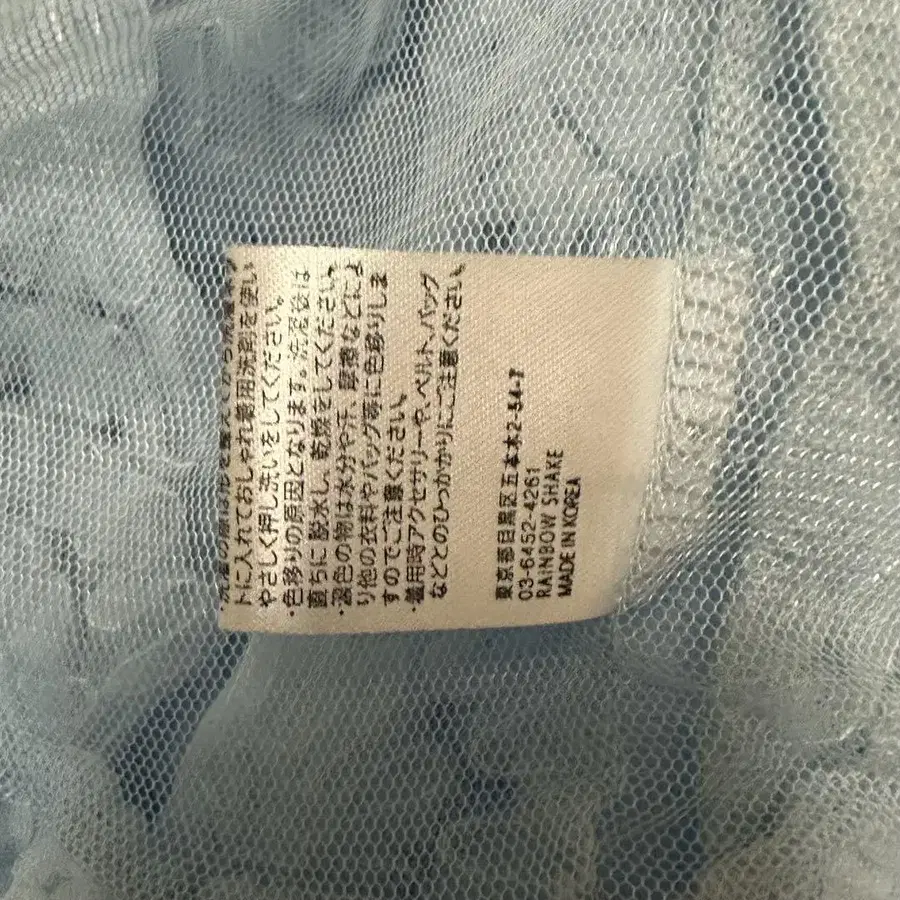 トに入れておしゃれ着用洗剤を使い
やさしく押し洗いをしてください。
・色移りの原因となります。洗濯後は
直ちに脱水し、乾燥をしてください。
・濃色の物は水分や汗、摩擦などによ
り他の衣料やバッグ等に色移りしま
すのでご注意ください。
・着用時アクセサリーや、ベルト、バッグ
などとのひっかかりにご注意ください。
東京都目黒区五本木2-54-7
03-6452-4261
RAINBOW SHAKE
MADE IN KOREA